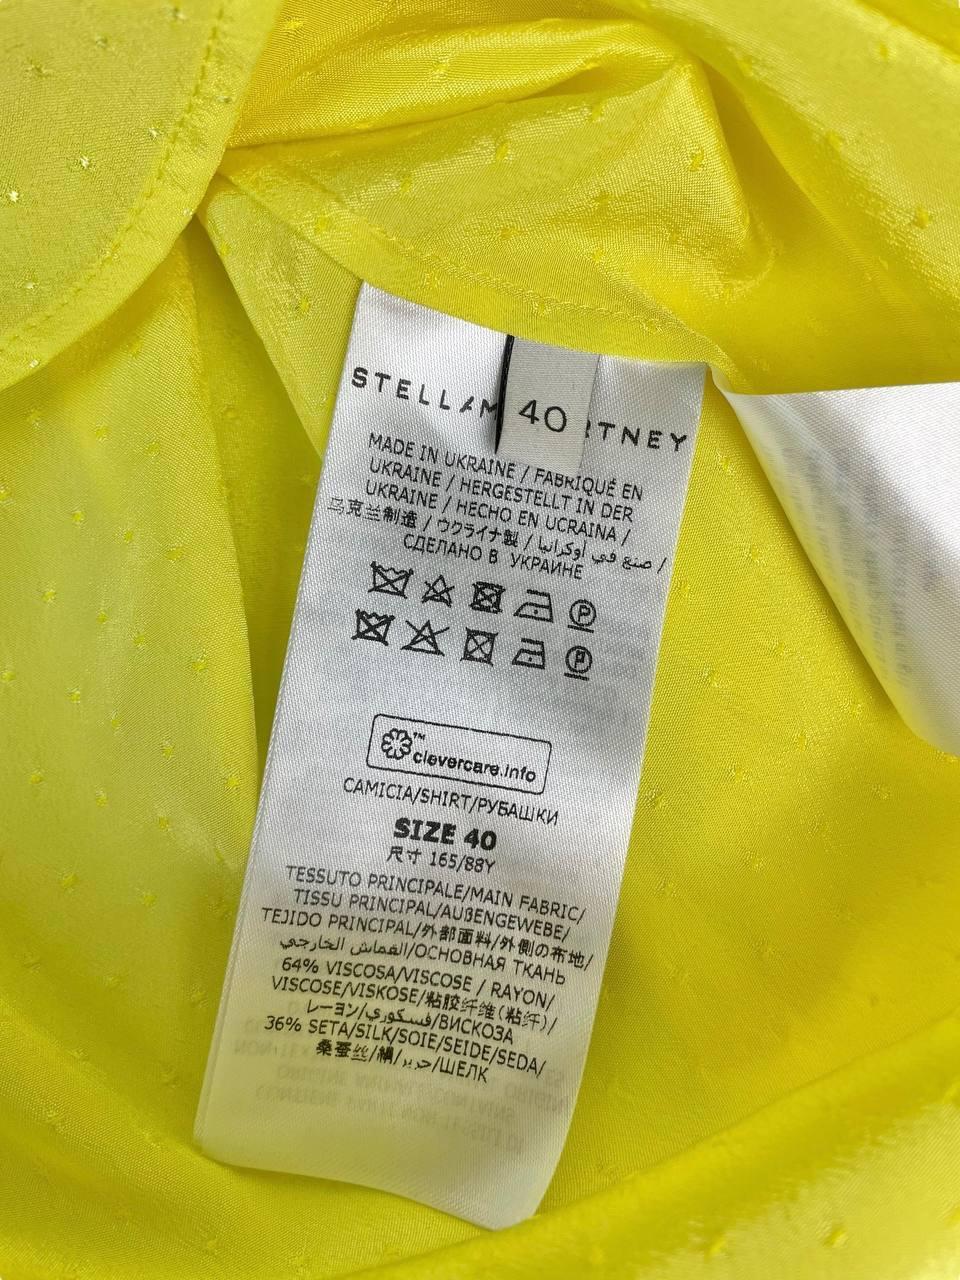 STELLA M
40
RTNEY
MADE IN UKRAINE / FABRIQUÉ EN
UKRAINE / HERGESTELLT IN DER
UKRAINE / HECHO EN UCRAINA /
乌克兰制造 / ウクライナ製 / صنع في أوكرانيا /
СДЕЛАНО В УКРАИНЕ
P
P
™
clevercare.info
CAMICIA/SHIRT/РУБАШКИ
SIZE 40
尺寸 165/88Y
TESSUTO PRINCIPALE/MAIN FABRIC/
TISSU PRINCIPAL/AUßENGEWEBE/
TEJIDO PRINCIPAL/外部面料/外側の布地/
القماش الخارجي/ОСНОВНАЯ ТКАНЬ
64% VISCOSA/VISCOSE / RAYON/
VISCOSE/VISKOSE/粘胶纤维(粘纤)/
レーヨン/فسكوزي/ВИСКОЗА
36% SETA/SILK/SOIE/SEIDE/SEDA/
桑蚕丝/絹/حرير/ШЕЛК